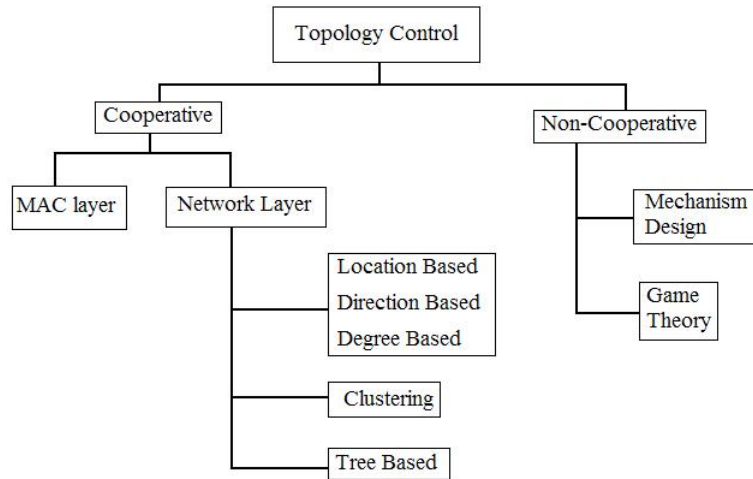 Topology Control
Cooperative
Non-Cooperative
MAC layer
Network Layer
Mechanism
Design
Location Based
Direction Based
Degree Based
Game
Theory
Clustering
Tree Based